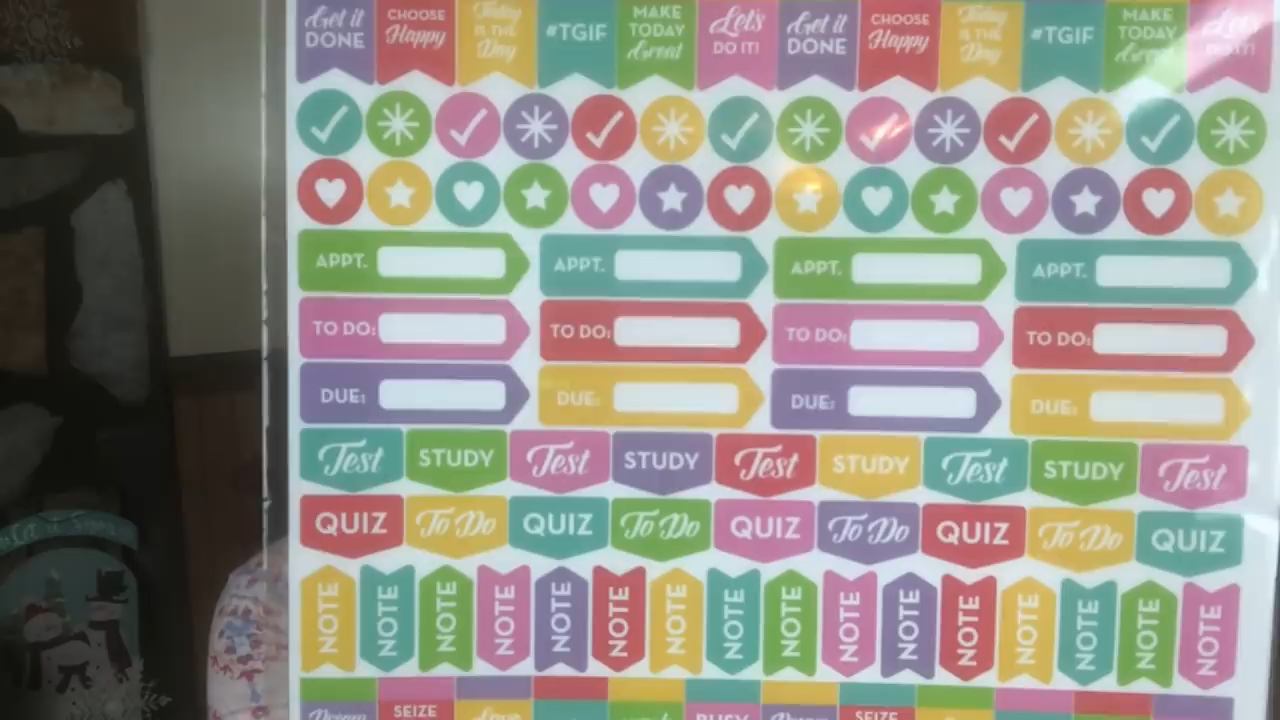 Get it DONE CHOOSE Happy Today IS THE Day #TGIF MAKE TODAY Great Let's DO IT! Get it DONE CHOOSE Happy Today IS THE Day #TGIF MAKE TODAY Great Let's DO IT!
APPT. APPT. APPT. APPT.
TO DO: TO DO: TO DO: TO DO:
DUE: DUE: DUE: DUE:
Test STUDY Test STUDY Test STUDY Test STUDY Test
QUIZ To Do QUIZ To Do QUIZ To Do QUIZ To Do QUIZ
NOTE NOTE NOTE NOTE NOTE NOTE NOTE NOTE NOTE NOTE NOTE NOTE NOTE NOTE NOTE NOTE
SEIZE BUSY SEIZE